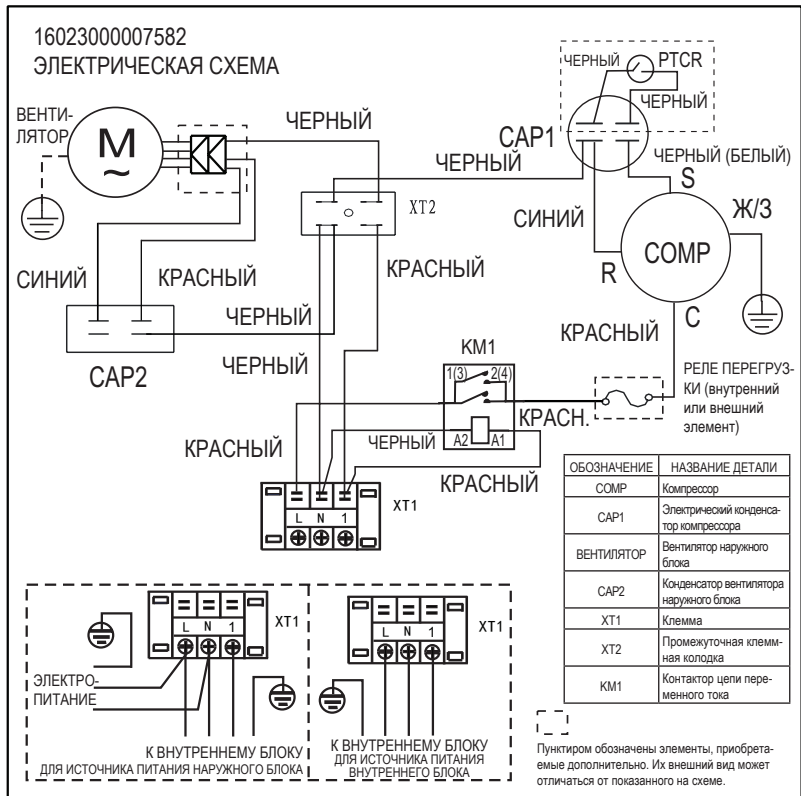 16023000007582
ЭЛЕКТРИЧЕСКАЯ СХЕМА
ВЕНТИ-
ЛЯТОР
M
~
ЧЕРНЫЙ
ЧЕРНЫЙ
PTCR
ЧЕРНЫЙ
CAP1
ЧЕРНЫЙ
ЧЕРНЫЙ (БЕЛЫЙ)
S
XT2
СИНИЙ
Ж/З
COMP
R
C
СИНИЙ
КРАСНЫЙ
КРАСНЫЙ
ЧЕРНЫЙ
CAP2
ЧЕРНЫЙ
KM1
1(3)
2(4)
КРАСНЫЙ
РЕЛЕ ПЕРЕГРУЗ-
КИ (внутренний
или внешний
элемент)
КРАСН.
КРАСНЫЙ
ЧЕРНЫЙ
A2
A1
КРАСНЫЙ
L N 1
XT1
ОБОЗНАЧЕНИЕ НАЗВАНИЕ ДЕТАЛИ
COMP Компрессор
CAP1 Электрический конденса-
тор компрессора
ВЕНТИЛЯТОР Вентилятор наружного
блока
CAP2 Конденсатор вентилятора
наружного блока
XT1 Клемма
XT2 Промежуточная клемм-
ная колодка
KM1 Контактор цепи пере-
менного тока
L N 1
XT1
ЭЛЕКТРО-
ПИТАНИЕ
К ВНУТРЕННЕМУ БЛОКУ
ДЛЯ ИСТОЧНИКА ПИТАНИЯ НАРУЖНОГО БЛОКА
L N 1
XT1
К ВНУТРЕННЕМУ БЛОКУ
ДЛЯ ИСТОЧНИКА ПИТАНИЯ
ВНУТРЕННЕГО БЛОКА
Пунктиром обозначены элементы, приобрета-
емые дополнительно. Их внешний вид может
отличаться от показанного на схеме.